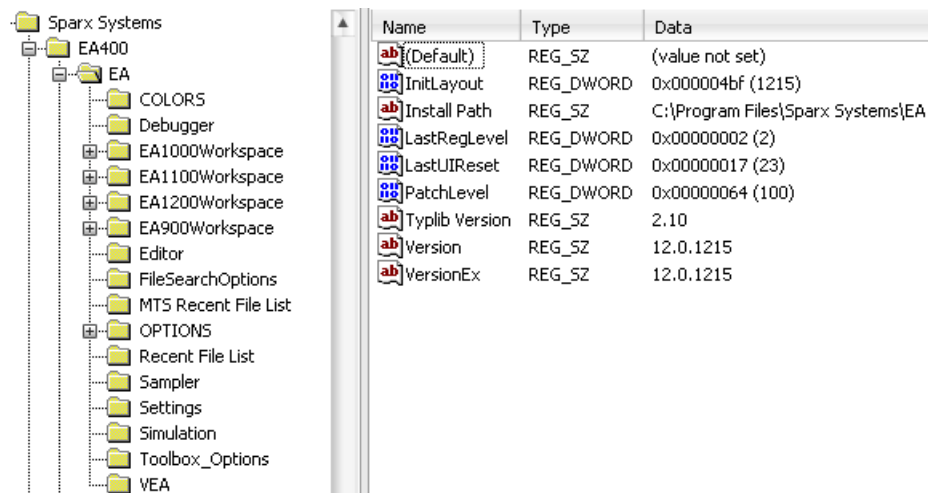 Sparx Systems
EA400
EA
COLORS
Debugger
EA1000Workspace
EA1100Workspace
EA1200Workspace
EA900Workspace
Editor
FileSearchOptions
MTS Recent File List
OPTIONS
Recent File List
Sampler
Settings
Simulation
Toolbox_Options
VEA
Name Type Data
(Default) REG_SZ (value not set)
InitLayout REG_DWORD 0x000004bf (1215)
Install Path REG_SZ C:\Program Files\Sparx Systems\EA
LastRegLevel REG_DWORD 0x00000002 (2)
LastUIReset REG_DWORD 0x00000017 (23)
PatchLevel REG_DWORD 0x00000064 (100)
Typlib Version REG_SZ 2.10
Version REG_SZ 12.0.1215
VersionEx REG_SZ 12.0.1215